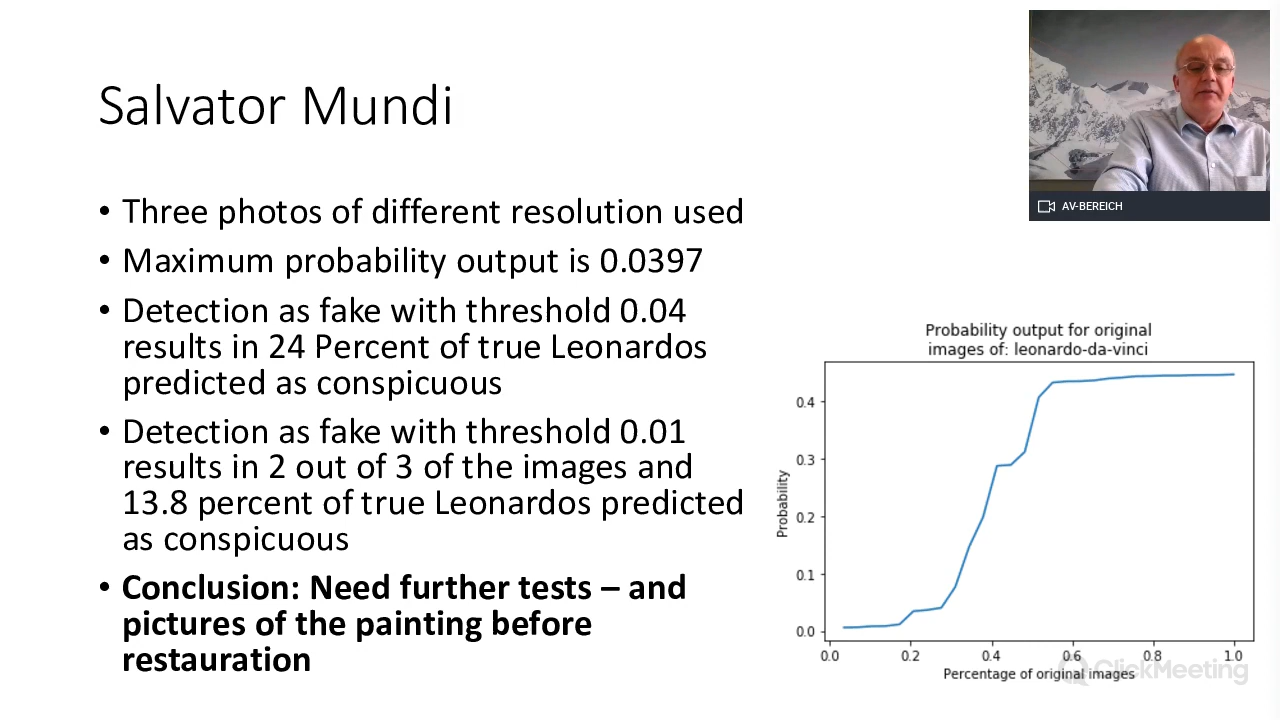 Salvator Mundi
• Three photos of different resolution used
• Maximum probability output is 0.0397
• Detection as fake with threshold 0.04
results in 24 Percent of true Leonardos
predicted as conspicuous
• Detection as fake with threshold 0.01
results in 2 out of 3 of the images and
13.8 percent of true Leonardos predicted
as conspicuous
• Conclusion: Need further tests – and
pictures of the painting before
restauration
AV-BEREICH
Probability output for original
images of: leonardo-da-vinci
Probability
0.4
0.3
0.2
0.1
0.0
0.0 0.2 0.4 0.6 0.8 1.0
Percentage of original images
ClickMeeting